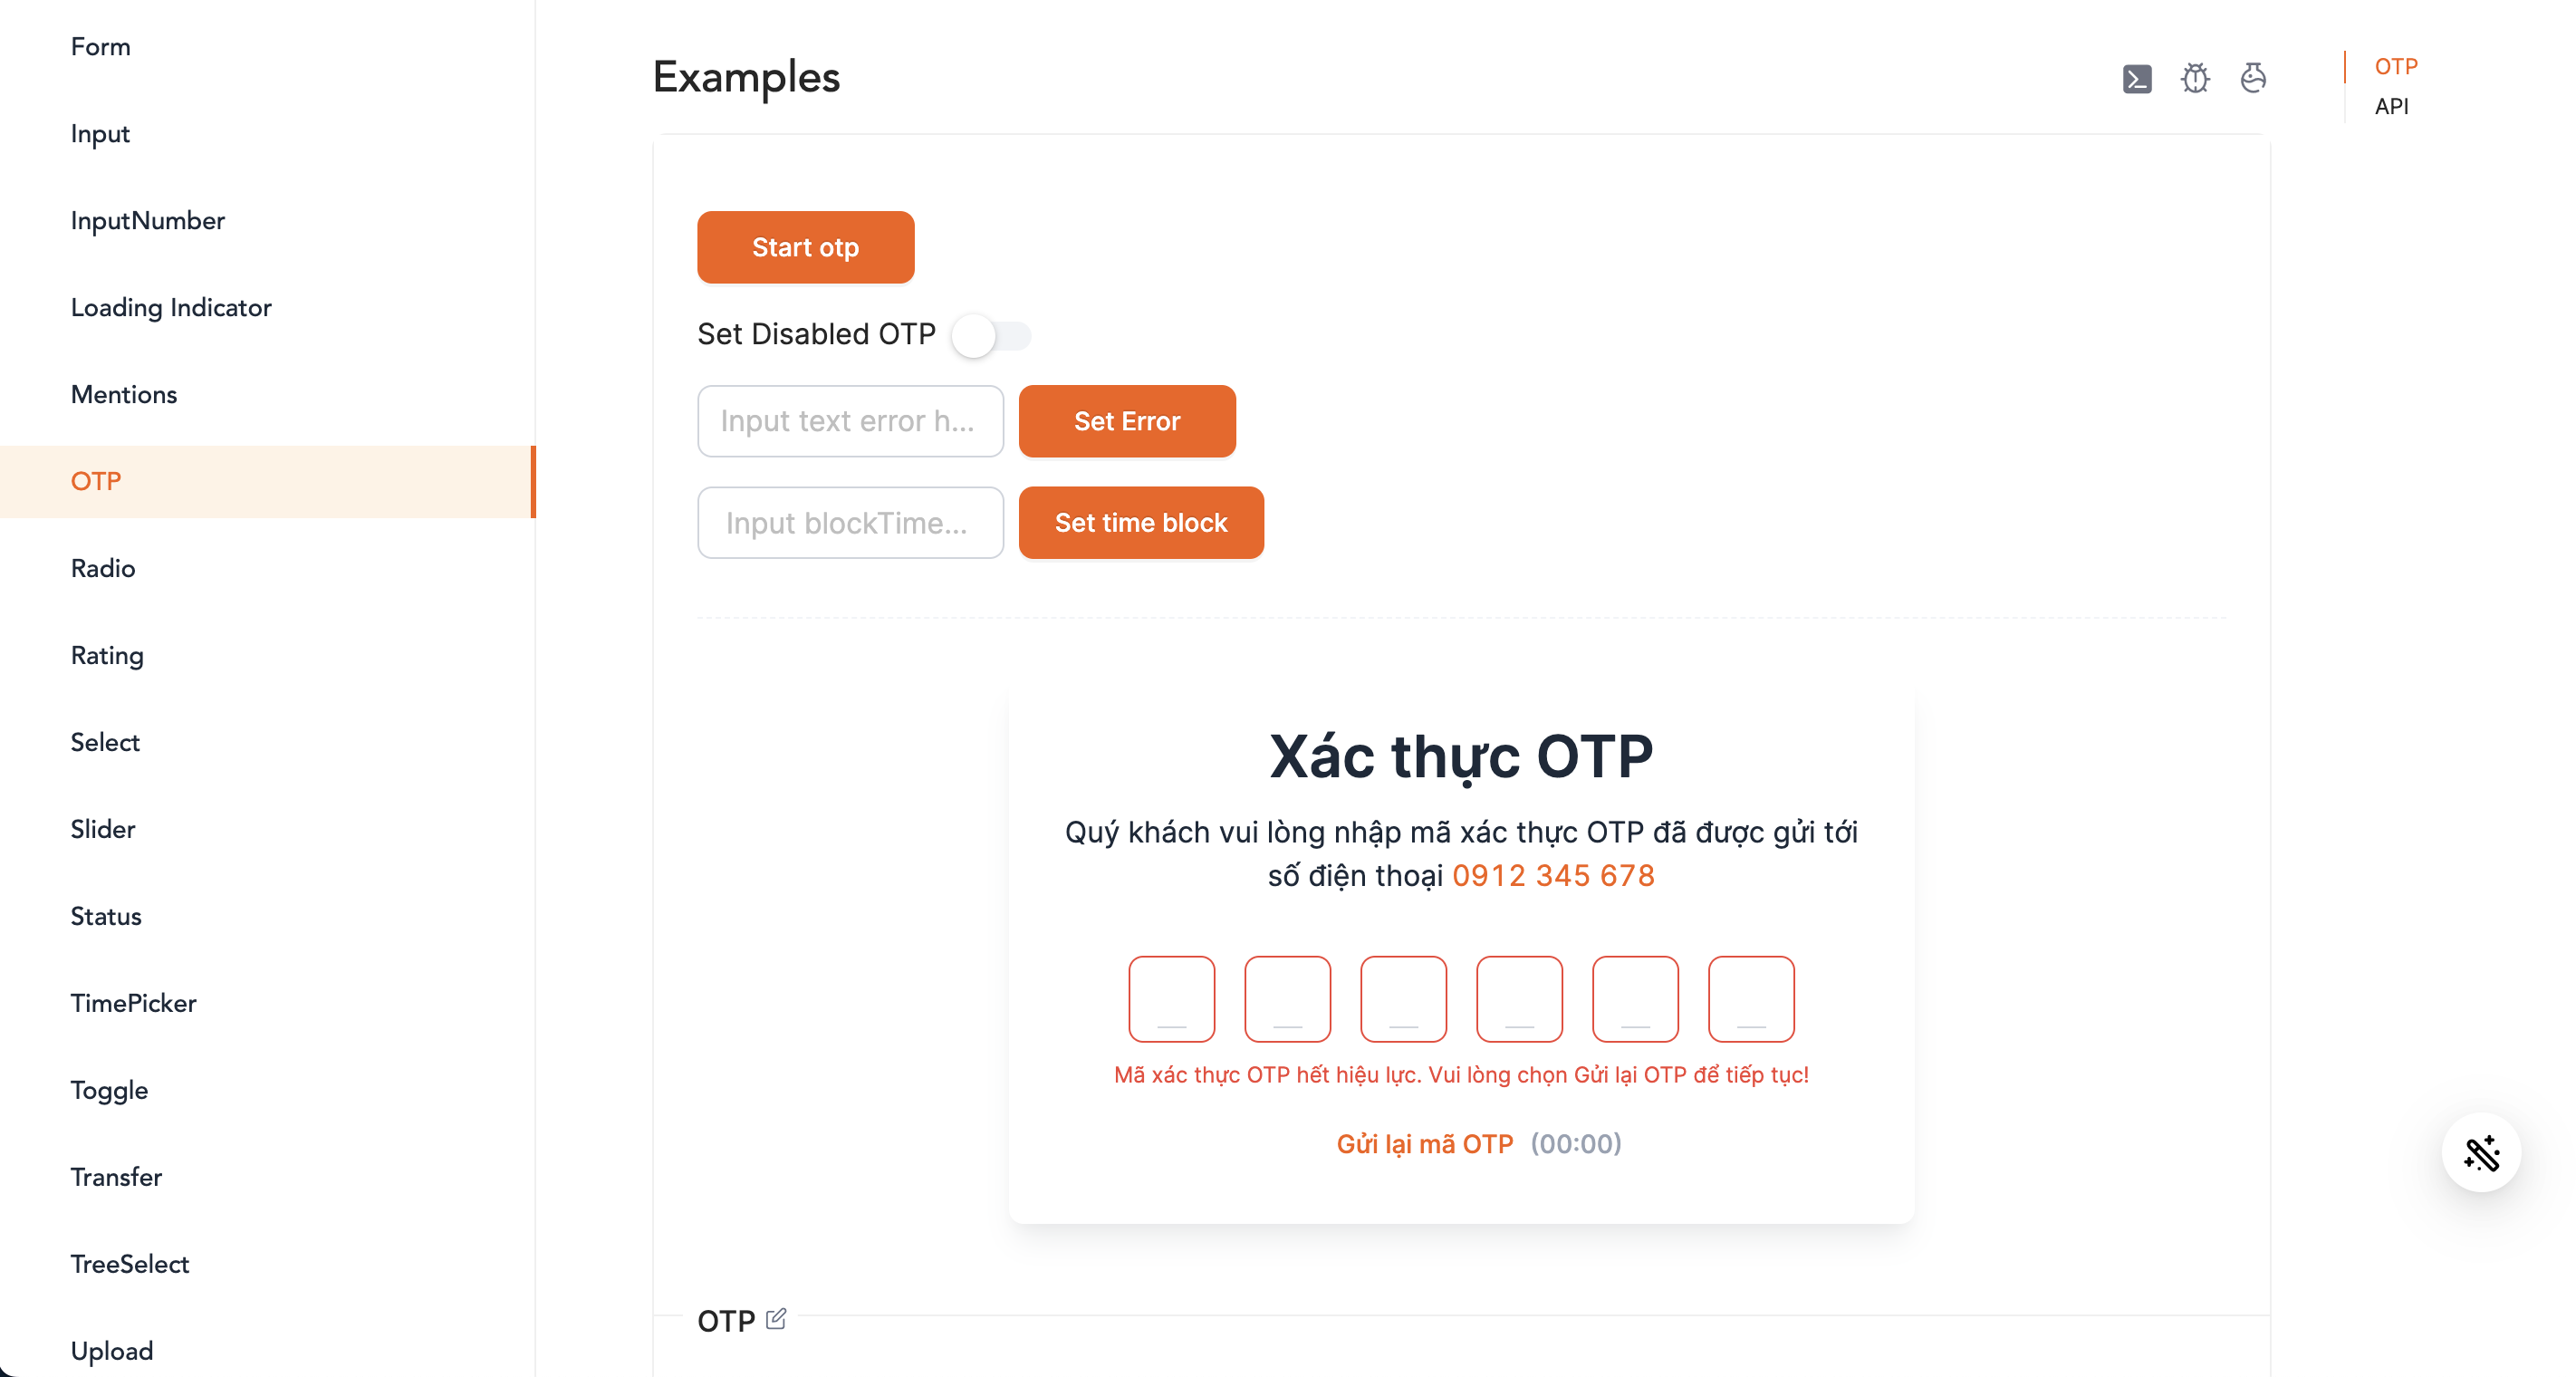 Form
Input
InputNumber
Loading Indicator
Mentions
OTP
Radio
Rating
Select
Slider
Status
TimePicker
Toggle
Transfer
TreeSelect
Upload
Examples
Start otp
Set Disabled OTP
Input text error h...
Set Error
Input blockTime...
Set time block
Xác thực OTP
Quý khách vui lòng nhập mã xác thực OTP đã được gửi tới
số điện thoại 0912 345 678
Mã xác thực OTP hết hiệu lực. Vui lòng chọn Gửi lại OTP để tiếp tục!
Gửi lại mã OTP (00:00)
OTP
OTP
API